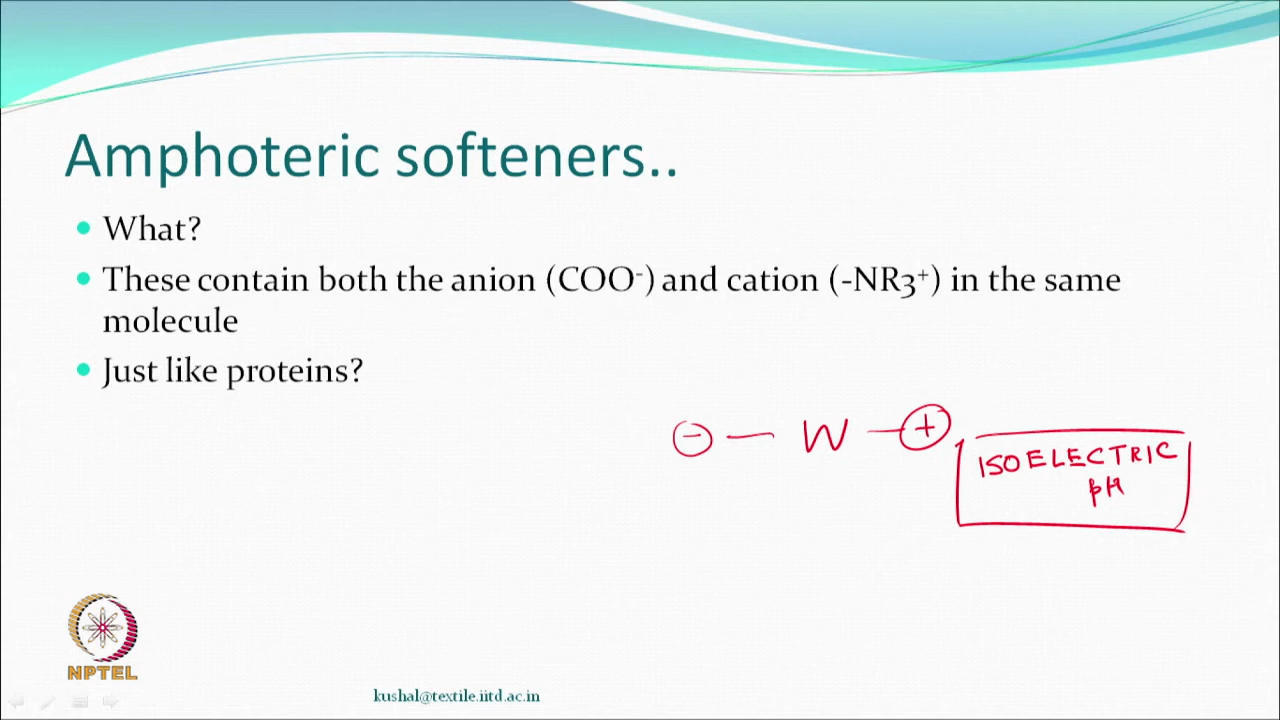 Amphoteric softeners..
What?
These contain both the anion (COO⁻) and cation (-NR3⁺) in the same
molecule
Just like proteins?
⊖ — W — ⊕
ISOELECTRIC
pH
NPTEL
kushal@textile.iitd.ac.in